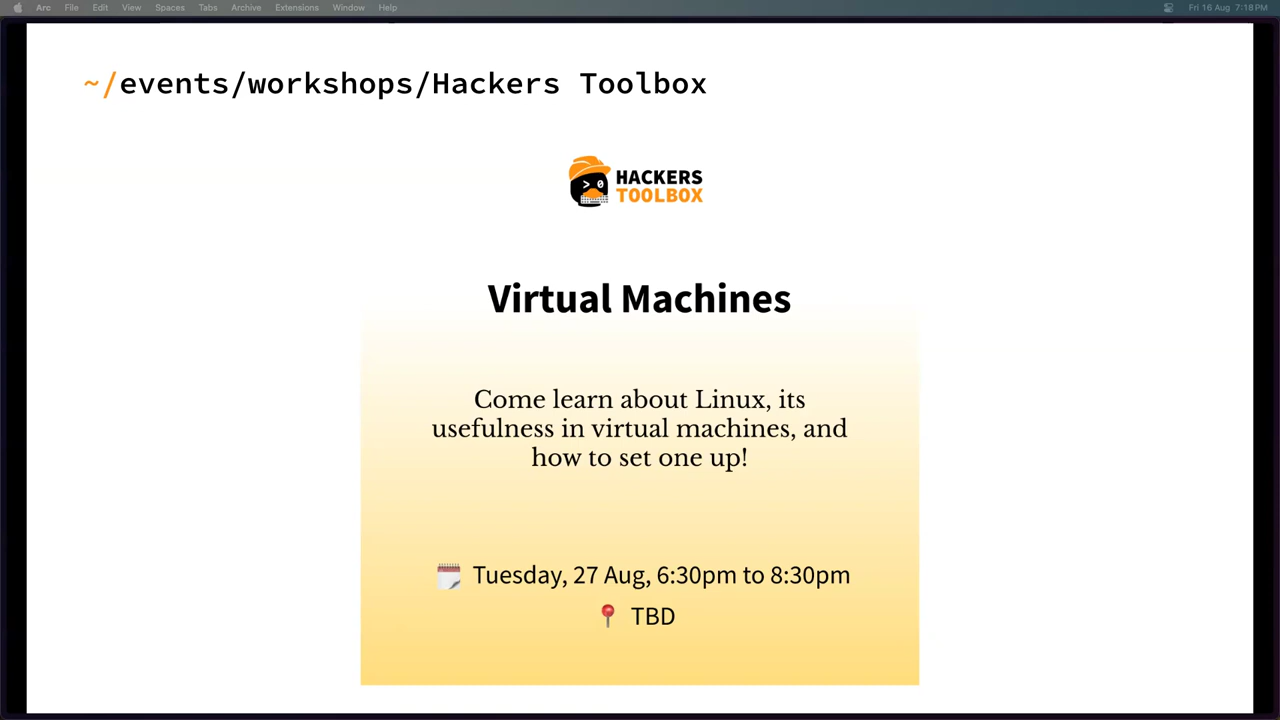 Arc File Edit View Spaces Tabs Archive Extensions Window Help Fri 16 Aug 7:18 PM
~/events/workshops/Hackers Toolbox
>
HACKERS
TOOLBOX
Virtual Machines
Come learn about Linux, its
usefulness in virtual machines, and
how to set one up!
Tuesday, 27 Aug, 6:30pm to 8:30pm
TBD